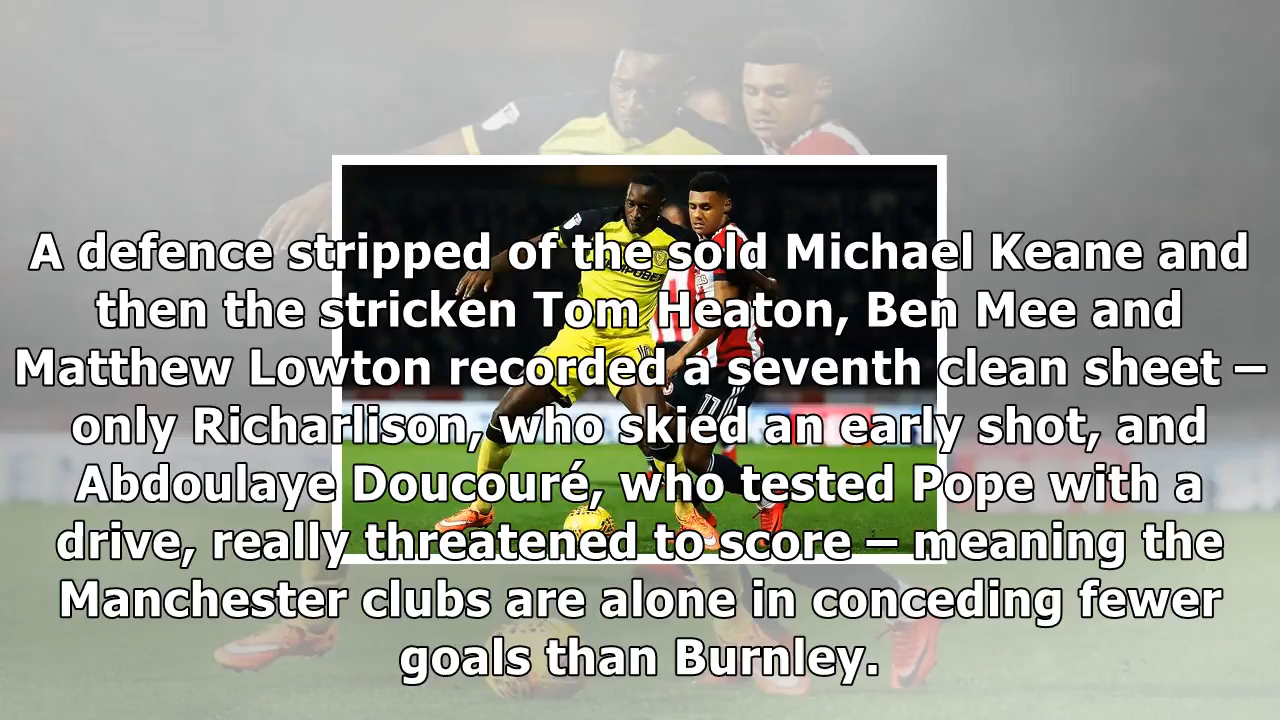 A defence stripped of the sold Michael Keane and
then the stricken Tom Heaton, Ben Mee and
Matthew Lowton recorded a seventh clean sheet –
only Richarlison, who skied an early shot, and
Abdoulaye Doucouré, who tested Pope with a
drive, really threatened to score – meaning the
Manchester clubs are alone in conceding fewer
goals than Burnley.